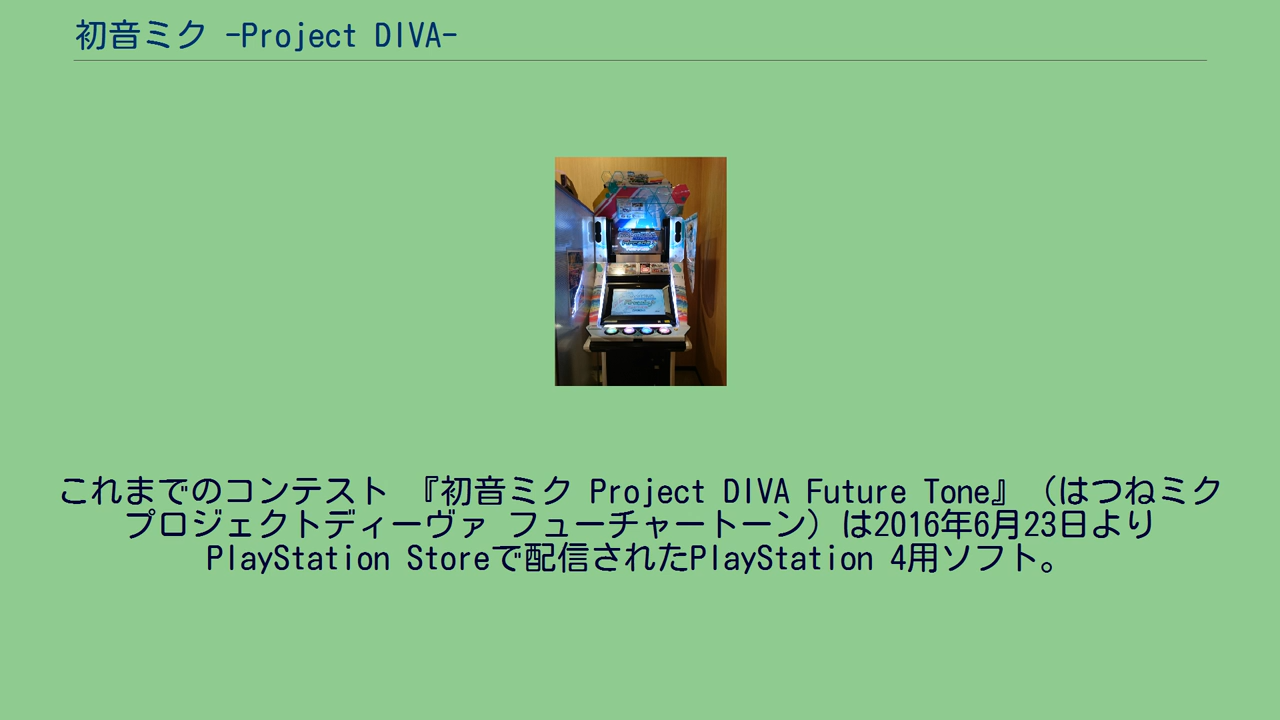 初音ミク -Project DIVA-
これまでのコンテスト 『初音ミク Project DIVA Future Tone』（はつねミク
プロジェクトディーヴァ フューチャートーン）は2016年6月23日より
PlayStation Storeで配信されたPlayStation 4用ソフト。